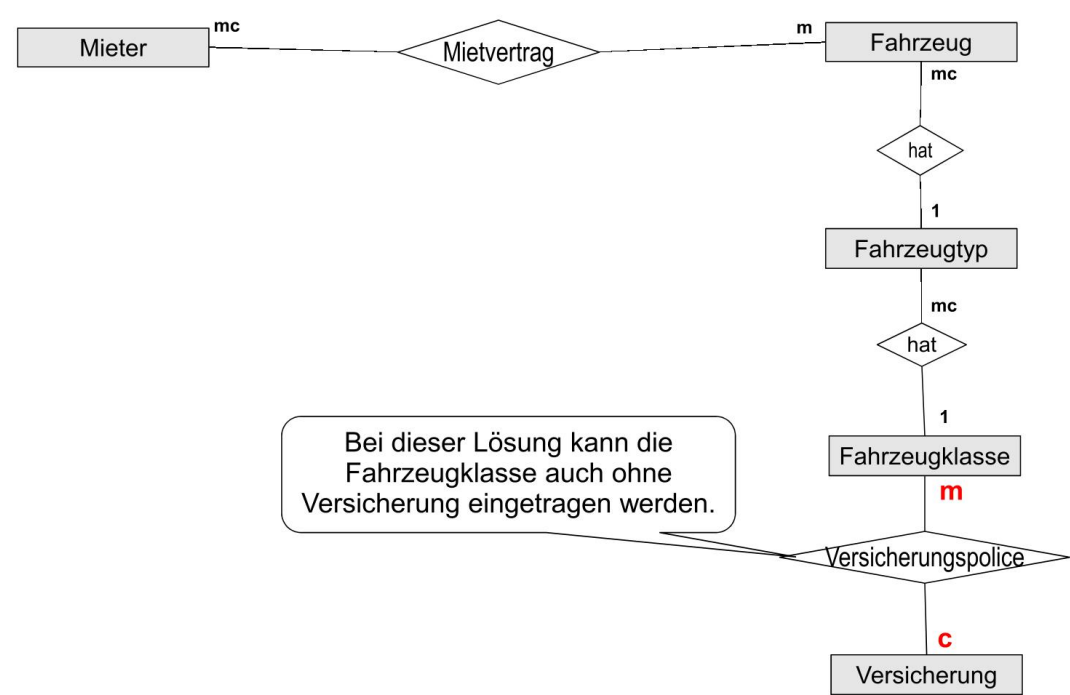 mc
m
Mieter
Mietvertrag
Fahrzeug
mc
hat
1
Fahrzeugtyp
mc
hat
1
Bei dieser Lösung kann die
Fahrzeugklasse auch ohne
Versicherung eingetragen werden.
Fahrzeugklasse
m
Versicherungspolice
c
Versicherung